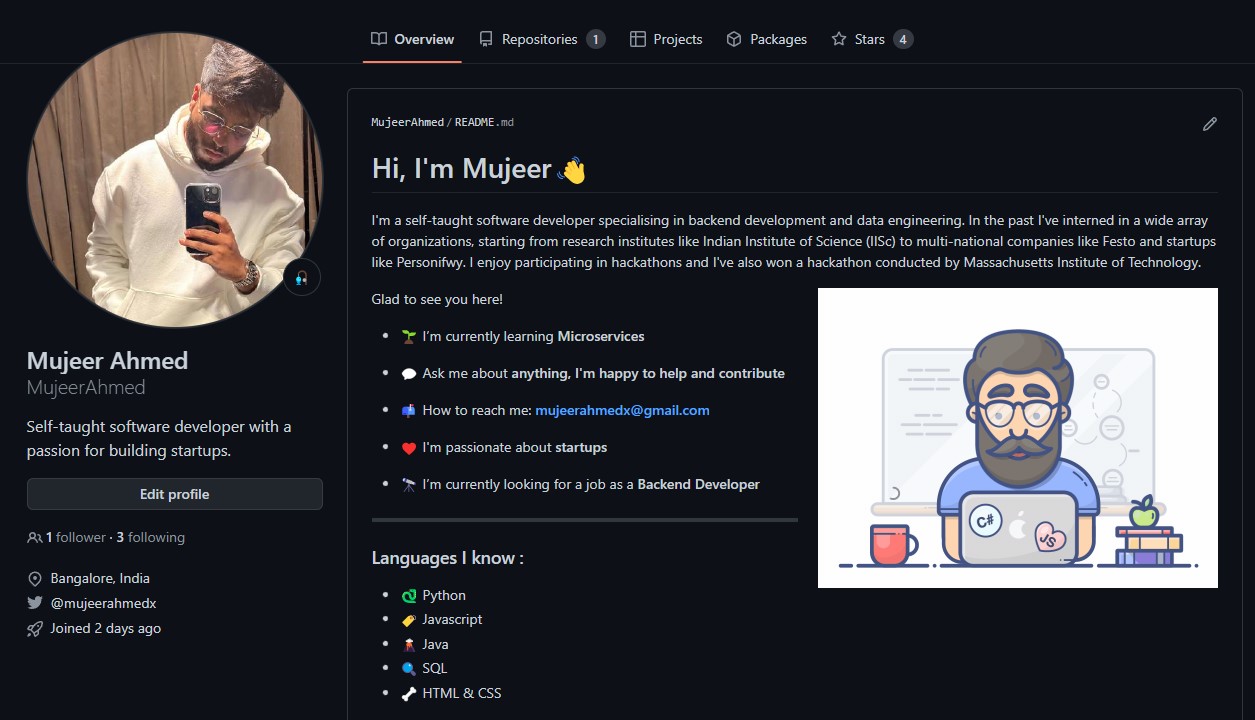 Overview
Repositories 1
Projects
Packages
Stars 4
MujeerAhmed / README.md
Hi, I'm Mujeer 👋
I'm a self-taught software developer specialising in backend development and data engineering. In the past I've interned in a wide array
of organizations, starting from research institutes like Indian Institute of Science (IISc) to multi-national companies like Festo and startups
like Personifwy. I enjoy participating in hackathons and I've also won a hackathon conducted by Massachusetts Institute of Technology.
Glad to see you here!
• 🌱 I’m currently learning Microservices
• 💬 Ask me about anything, I'm happy to help and contribute
• 📫 How to reach me: mujeerahmedx@gmail.com
• ❤️ I'm passionate about startups
• 🔭 I’m currently looking for a job as a Backend Developer
C#
JS
Languages I know :
• 🐍 Python
• 🏷️ Javascript
• 🌋 Java
• 🔍 SQL
• 🦴 HTML & CSS
Mujeer Ahmed
MujeerAhmed
Self-taught software developer with a
passion for building startups.
Edit profile
1 follower · 3 following
Bangalore, India
@mujeerahmedx
Joined 2 days ago